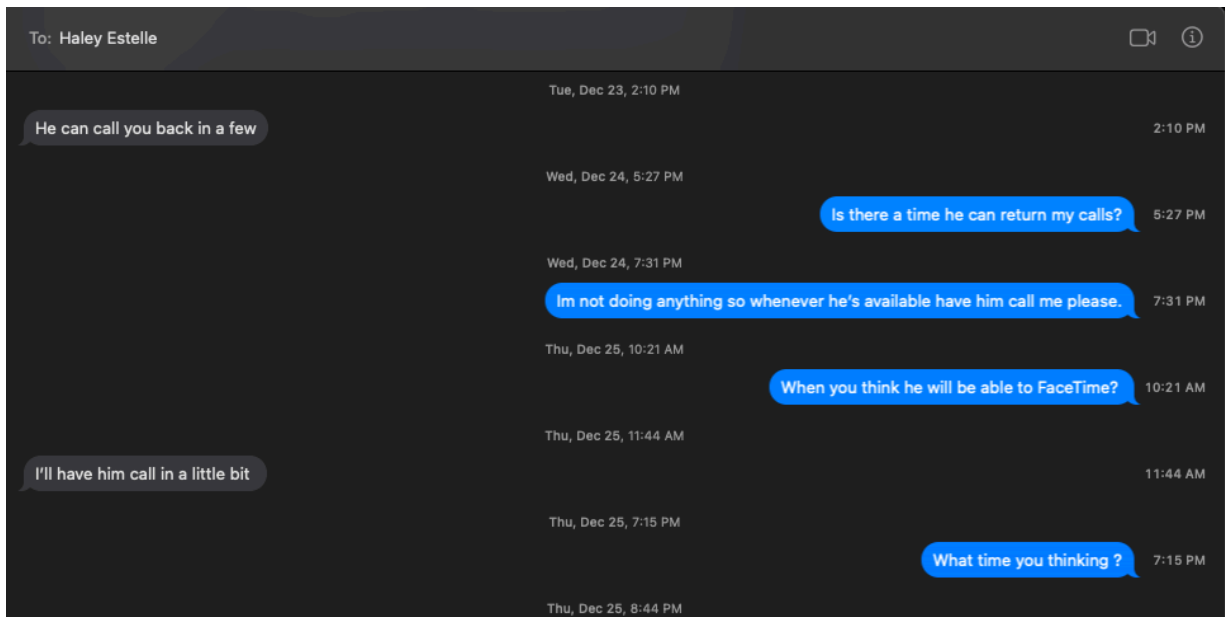 To: Haley Estelle
Tue, Dec 23, 2:10 PM
He can call you back in a few 2:10 PM
Wed, Dec 24, 5:27 PM
Is there a time he can return my calls? 5:27 PM
Wed, Dec 24, 7:31 PM
Im not doing anything so whenever he’s available have him call me please. 7:31 PM
Thu, Dec 25, 10:21 AM
When you think he will be able to FaceTime? 10:21 AM
Thu, Dec 25, 11:44 AM
I’ll have him call in a little bit 11:44 AM
Thu, Dec 25, 7:15 PM
What time you thinking ? 7:15 PM
Thu, Dec 25, 8:44 PM